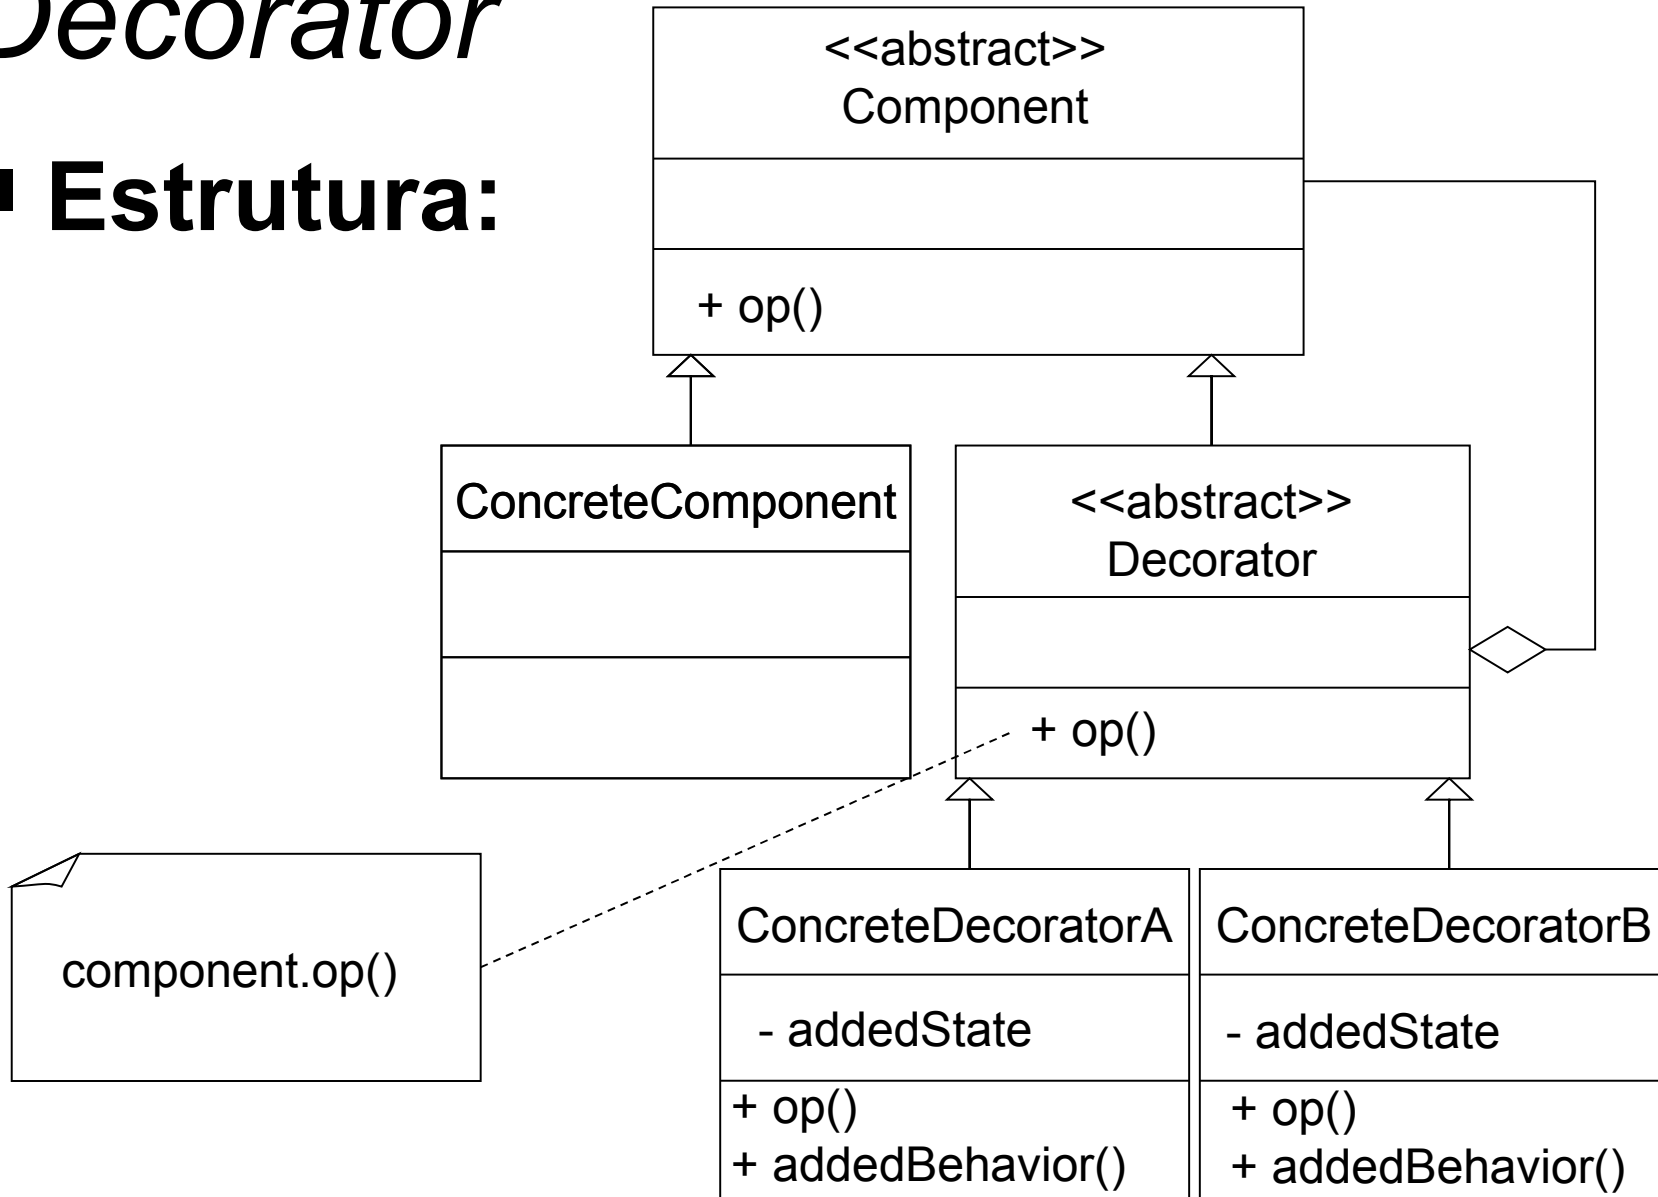 Decorator
Estrutura:
<<abstract>>
Component
+ op()
ConcreteComponent
<<abstract>>
Decorator
+ op()
component.op()
ConcreteDecoratorA
- addedState
+ op()
+ addedBehavior()
ConcreteDecoratorB
- addedState
+ op()
+ addedBehavior()